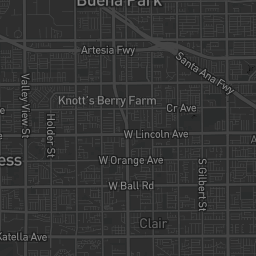 Buena Park
Artesia Fwy
Santa Ana Fwy
Valley View St
Knott's Berry Farm
Cr Ave
Holder St
W Lincoln Ave
ess
W Orange Ave
S Gilbert St
W Ball Rd
Clair
Katella Ave